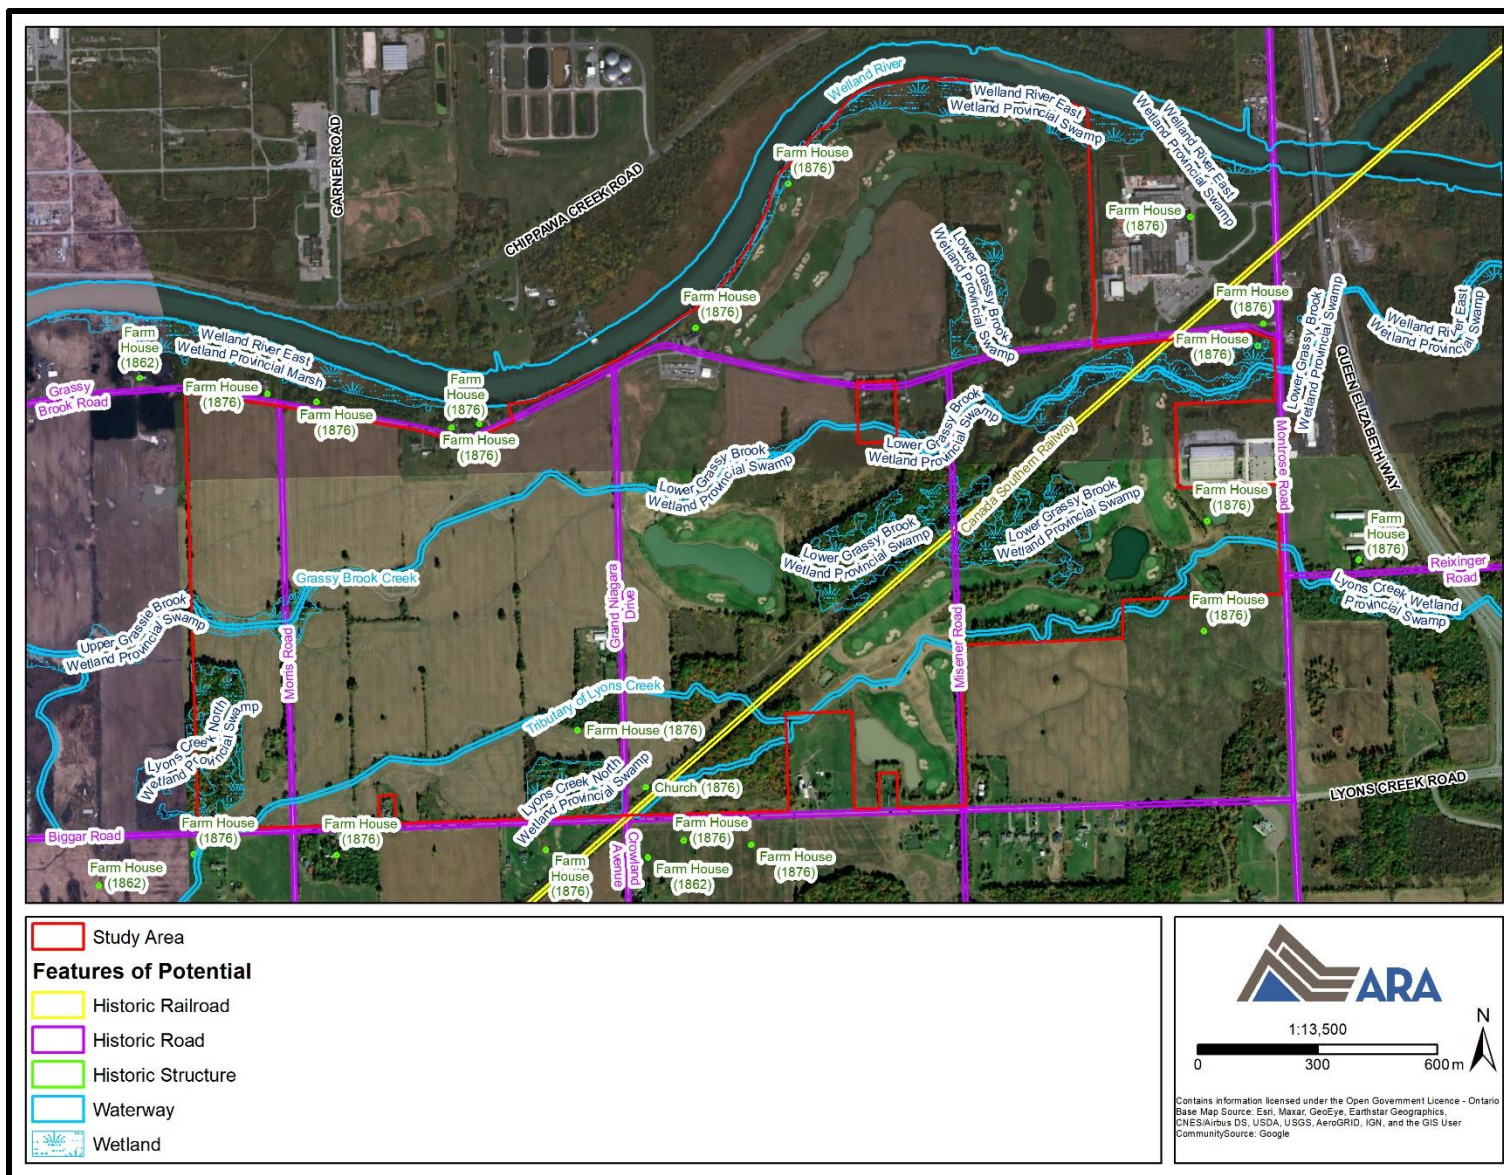 Welland River
Welland River East
Wetland Provincial Swamp
Welland River East
Wetland Provincial Swamp
GARNER ROAD
CHIPPAWA CREEK ROAD
Farm House
(1876)
Farm House
(1876)
Lower Grassy Brook
Wetland Provincial Swamp
Farm House
(1876)
Farm House
(1876)
Farm House
(1876)
Lower Grassy Brook
Wetland Provincial Swamp
Welland River East
Wetland Provincial Swamp
QUEEN ELIZABETH WAY
Farm
House
(1862)
Welland River East
Wetland Provincial Marsh
Grassy
Brook Road
Farm House
(1876)
Farm House
(1876)
Farm
House
(1876)
Farm House
(1876)
Lower Grassy Brook
Wetland Provincial Swamp
Lower Grassy Brook
Wetland Provincial Swamp
Canada Southern Railway
Montrose Road
Lower Grassy Brook
Wetland Provincial Swamp
Lower Grassy Brook
Wetland Provincial Swamp
Farm House
(1876)
Farm
House
(1876)
Reixinger
Road
Lyons Creek Wetland
Provincial Swamp
Farm House
(1876)
Grassy Brook Creek
Grand Niagara
Drive
Upper Grassie Brook
Wetland Provincial Swamp
Morris Road
Misener Road
Tributary of Lyons Creek
Farm House (1876)
Lyons Creek North
Wetland Provincial Swamp
Lyons Creek North
Wetland Provincial Swamp
Church (1876)
LYONS CREEK ROAD
Biggar Road
Farm House
(1876)
Farm House
(1876)
Farm House
(1876)
Farm House
(1862)
Farm
House
(1876)
Crowland
Avenue
Farm House
(1862)
Farm House
(1876)
Study Area
Features of Potential
Historic Railroad
Historic Road
Historic Structure
Waterway
Wetland
ARA
N
1:13,500
0 300 600 m
Contains information licensed under the Open Government Licence - Ontario
Base Map Source: Esri, Maxar, GeoEye, Earthstar Geographics,
CNES/Airbus DS, USDA, USGS, AeroGRID, IGN, and the GIS User
CommunitySource: Google